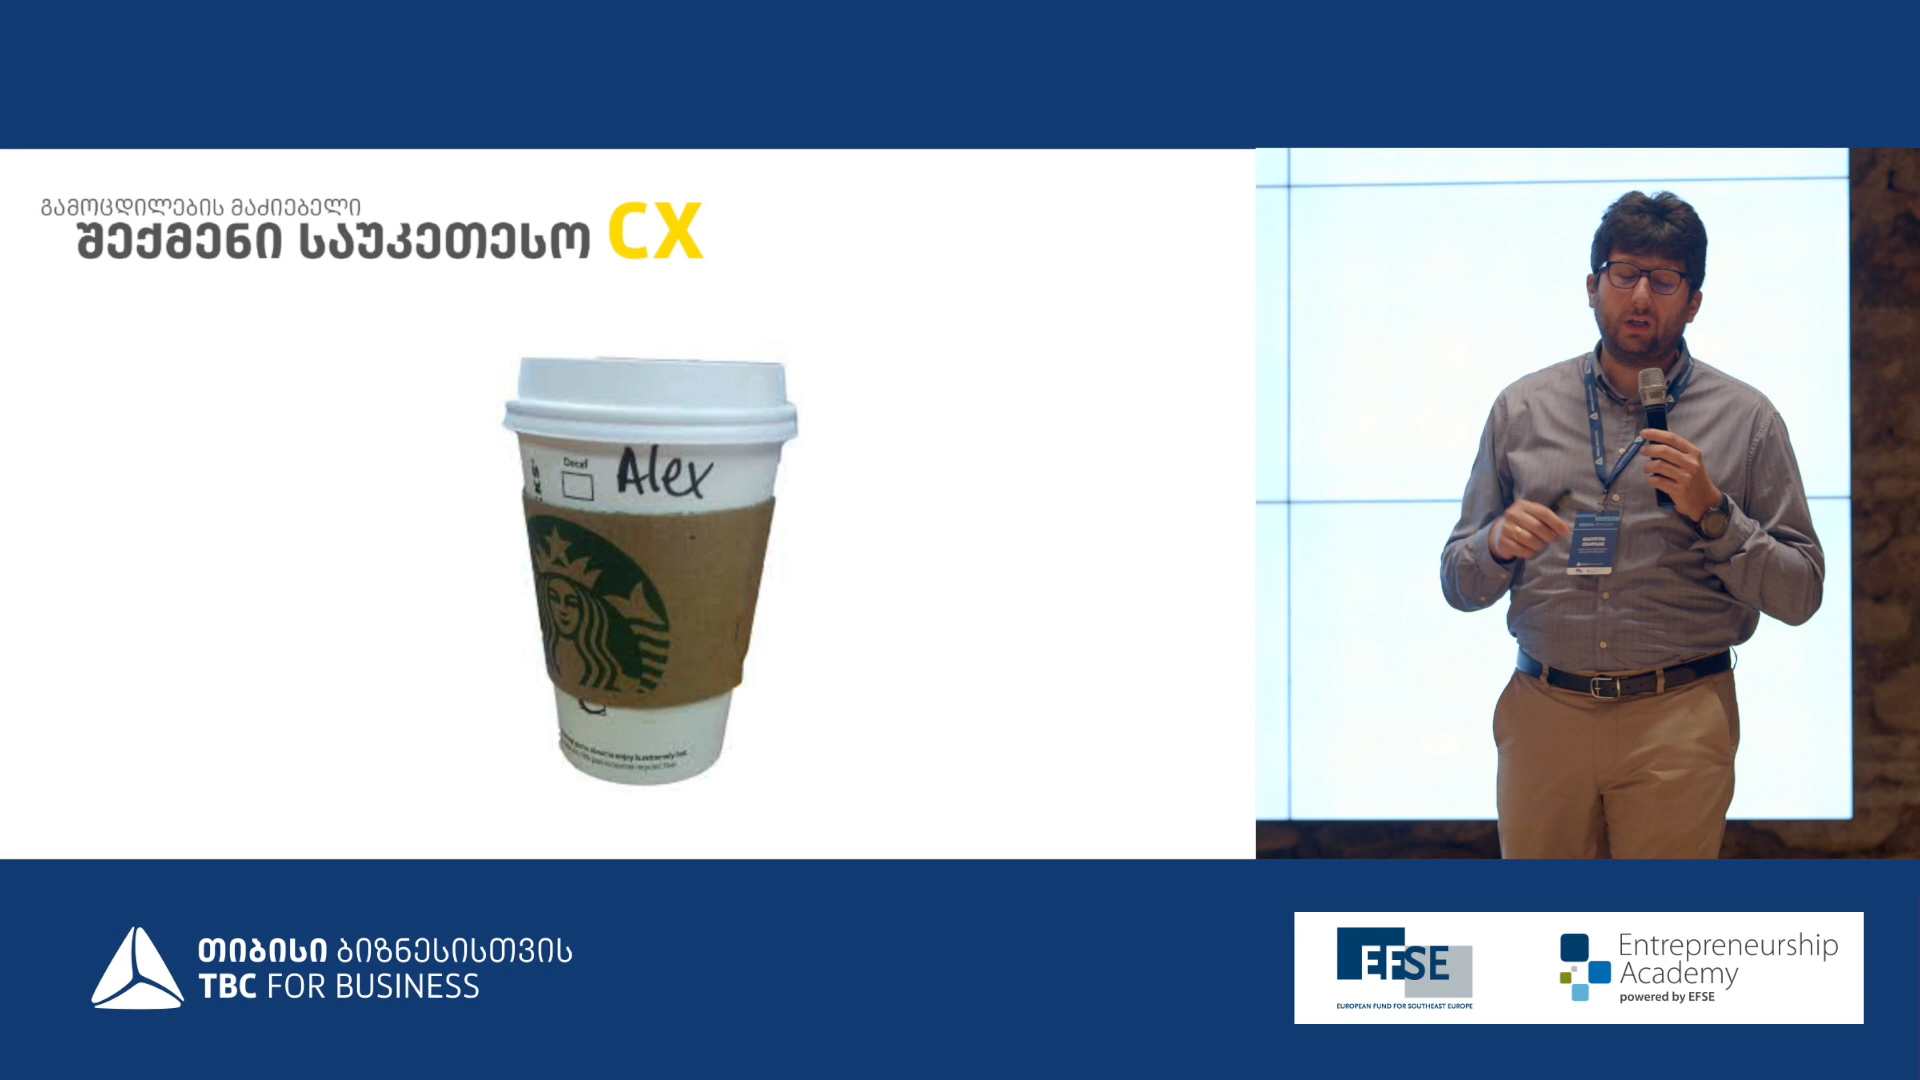 გამოცდილების მაძიებელი
შექმენი საუკეთესო CX
Decaf
Alex
თიბისი ბიზნესისთვის
TBC FOR BUSINESS
EFSE
EUROPEAN FUND FOR SOUTHEAST EUROPE
Entrepreneurship
Academy
powered by EFSE